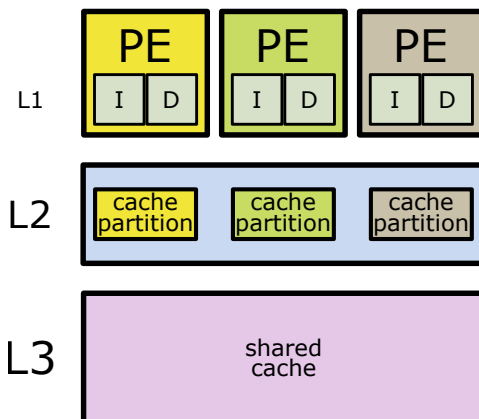 PE PE PE
L1 I D I D I D
L2
cache partition cache partition cache partition
L3
shared
cache